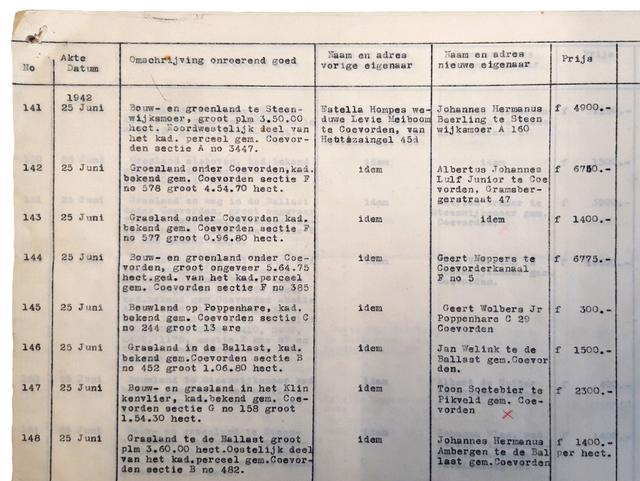 No
Akte Datum
Omschrijving onroerend goed
Naam en adres vorige eigenaar
Naam en adres nieuwe eigenaar
Prijs
1942
141
25 Juni
Bouw- en groenland te Steen-
wijksmoer, groot plm 3.50.00
hect. Noordwestelijk deel van
het kad. perceel gem. Coevor-
den sectie A no 3447.
Estella Hompes we-
duwe Levie Meiboom
te Coevorden, van
Heutszsingel 45d
Johannes Hermanus
Beerling te Steen
wijksmoer A 160
f 4900.-
142
25 Juni
Groenland onder Coevorden,kad.
bekend gem. Coevorden sectie F
no 578 groot 4.54.70 hect.
idem
Albertus Johannes
Lulf Junior te Coe
vorden, Gramsber-
gerstraat 47
f 6750.-
143
25 Juni
Grasland onder Coevorden kad.
bekend gem. Coevorden sectie F
no 577 groot 0.96.80 hect.
idem
idem
f 1400.-
144
25 Juni
Bouw- en groenland onder Coe-
vorden, groot ongeveer 5.64.75
hect.ged. van het kad.perceel
gem. Coevorden sectie F no 385
idem
Geert Noppers te
Coevorderkanaal
F no 5
f 6775.-
145
25 Juni
Bouwland op Poppenhare, kad.
bekend gem. Coevorden sectie C
no 244 groot 13 are
idem
Geert Wolbers Jr
Poppenhare C 29
Coevorden
f 300.-
146
25 Juni
Grasland in de Ballast, kad.
bekend gem.Coevorden sectie B
no 452 groot 1.06.80 hect.
idem
Jan Welink te de
Ballast gem.Coevor
den.
f 1500.-
147
25 Juni
Bouw- en grasland in het Klin
kenvlier, kad.bekend gem. Coe-
vorden sectie G no 158 groot
1.54.30 hect.
idem
Toon Sqetebier te
Pikveld gem. Coe-
vorden
f 2300.-
148
25 Juni
Grasland te de Ballast groot
plm 3.60.00 hect.Oostelijk deel
van het kad.perceel gem.Coevor-
den sectie B no 482.
idem
Johannes Hermanus
Ambergen te de Bal
last gem.Coevorden
f 1400.-
per hect.